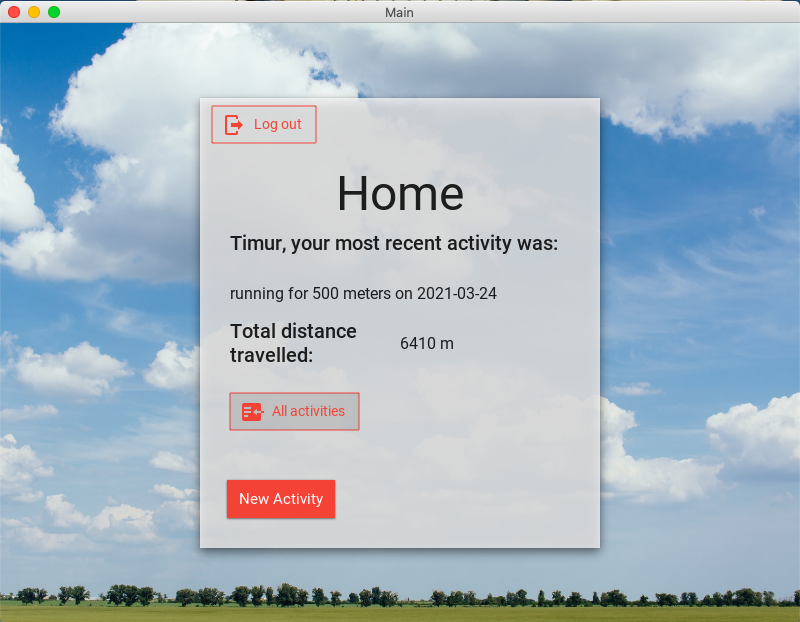 Main
Log out
Home
Timur, your most recent activity was:
running for 500 meters on 2021-03-24
Total distance
travelled:
6410 m
All activities
New Activity